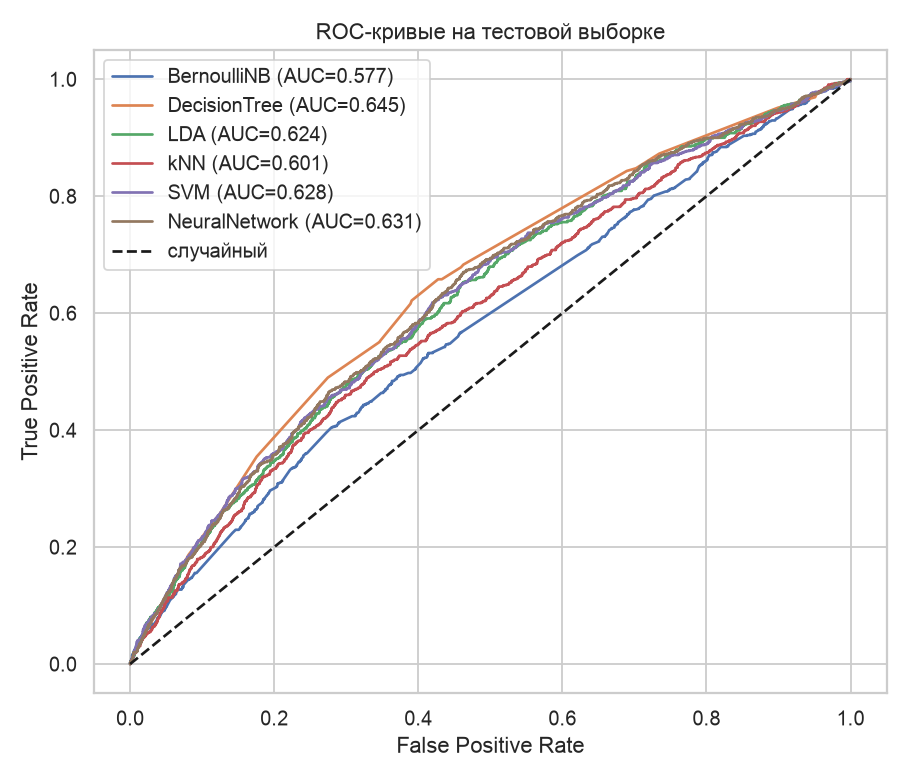 ROC-кривые на тестовой выборке
BernoulliNB (AUC=0.577)
DecisionTree (AUC=0.645)
LDA (AUC=0.624)
kNN (AUC=0.601)
SVM (AUC=0.628)
NeuralNetwork (AUC=0.631)
случайный
True Positive Rate
1.0
0.8
0.6
0.4
0.2
0.0
0.0 0.2 0.4 0.6 0.8 1.0
False Positive Rate